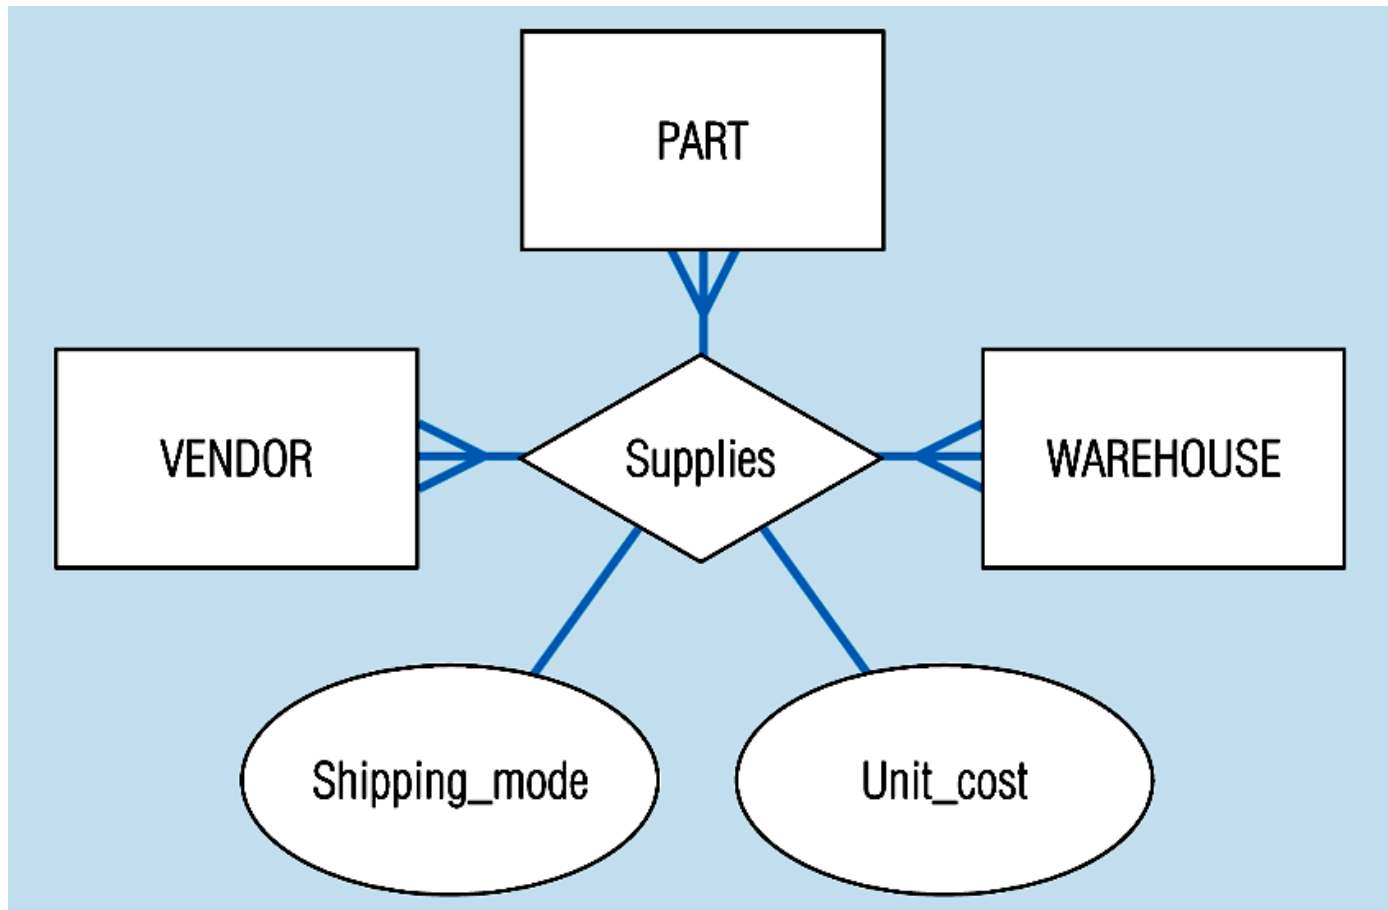 PART
VENDOR
Supplies
WAREHOUSE
Shipping_mode
Unit_cost